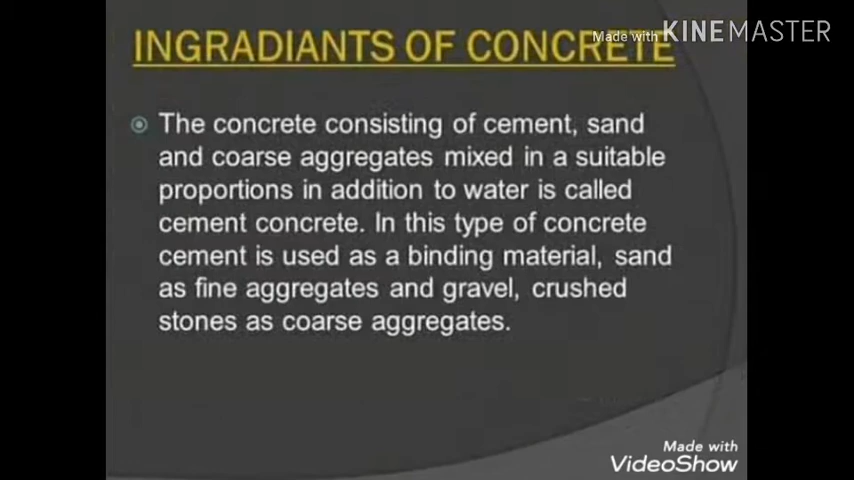 Made with KINEMASTER
INGRADIANTS OF CONCRETE
The concrete consisting of cement, sand
and coarse aggregates mixed in a suitable
proportions in addition to water is called
cement concrete. In this type of concrete
cement is used as a binding material, sand
as fine aggregates and gravel, crushed
stones as coarse aggregates.
Made with
VideoShow